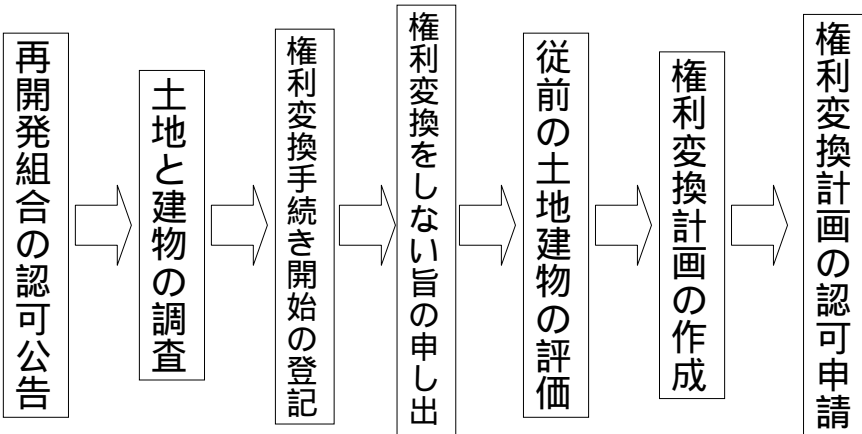 再開発組合の認可公告
土地と建物の調査
権利変換手続き開始の登記
権利変換をしない旨の申し出
従前の土地建物の評価
権利変換計画の作成
権利変換計画の認可申請